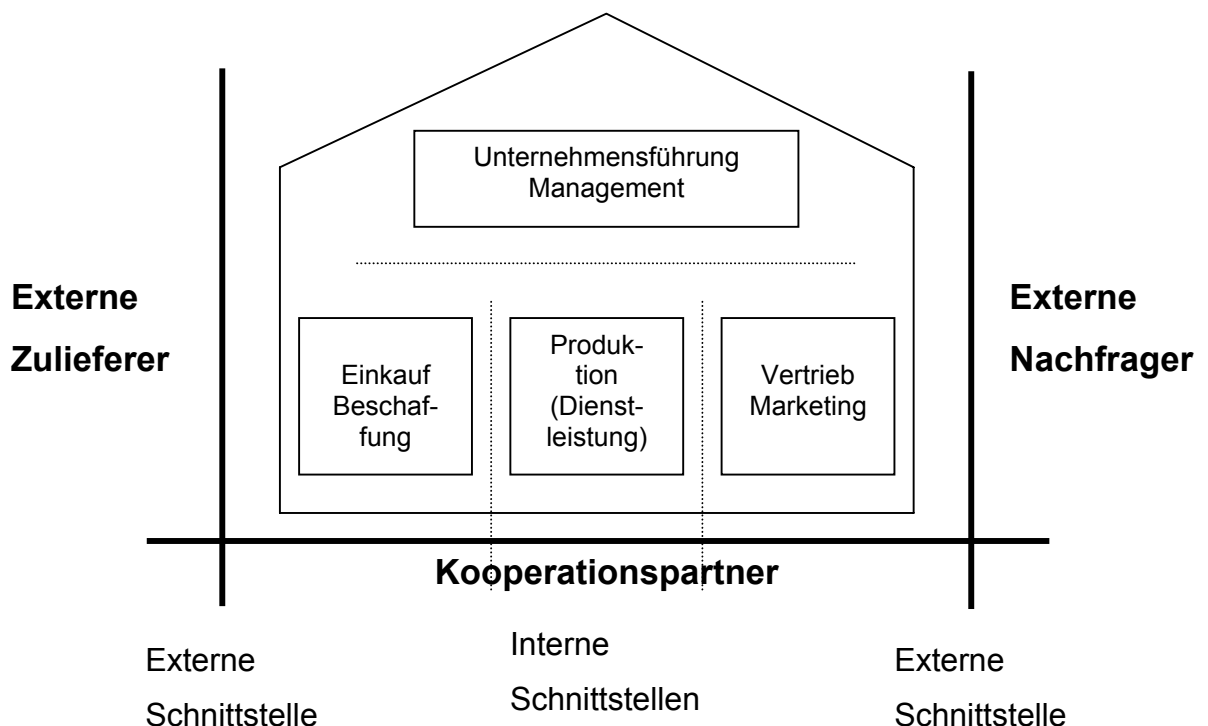 Unternehmensführung
Management
Externe
Zulieferer
Einkauf
Beschaf-
fung
Produk-
tion
(Dienst-
leistung)
Vertrieb
Marketing
Externe
Nachfrager
Kooperationspartner
Externe
Schnittstelle
Interne
Schnittstellen
Externe
Schnittstelle